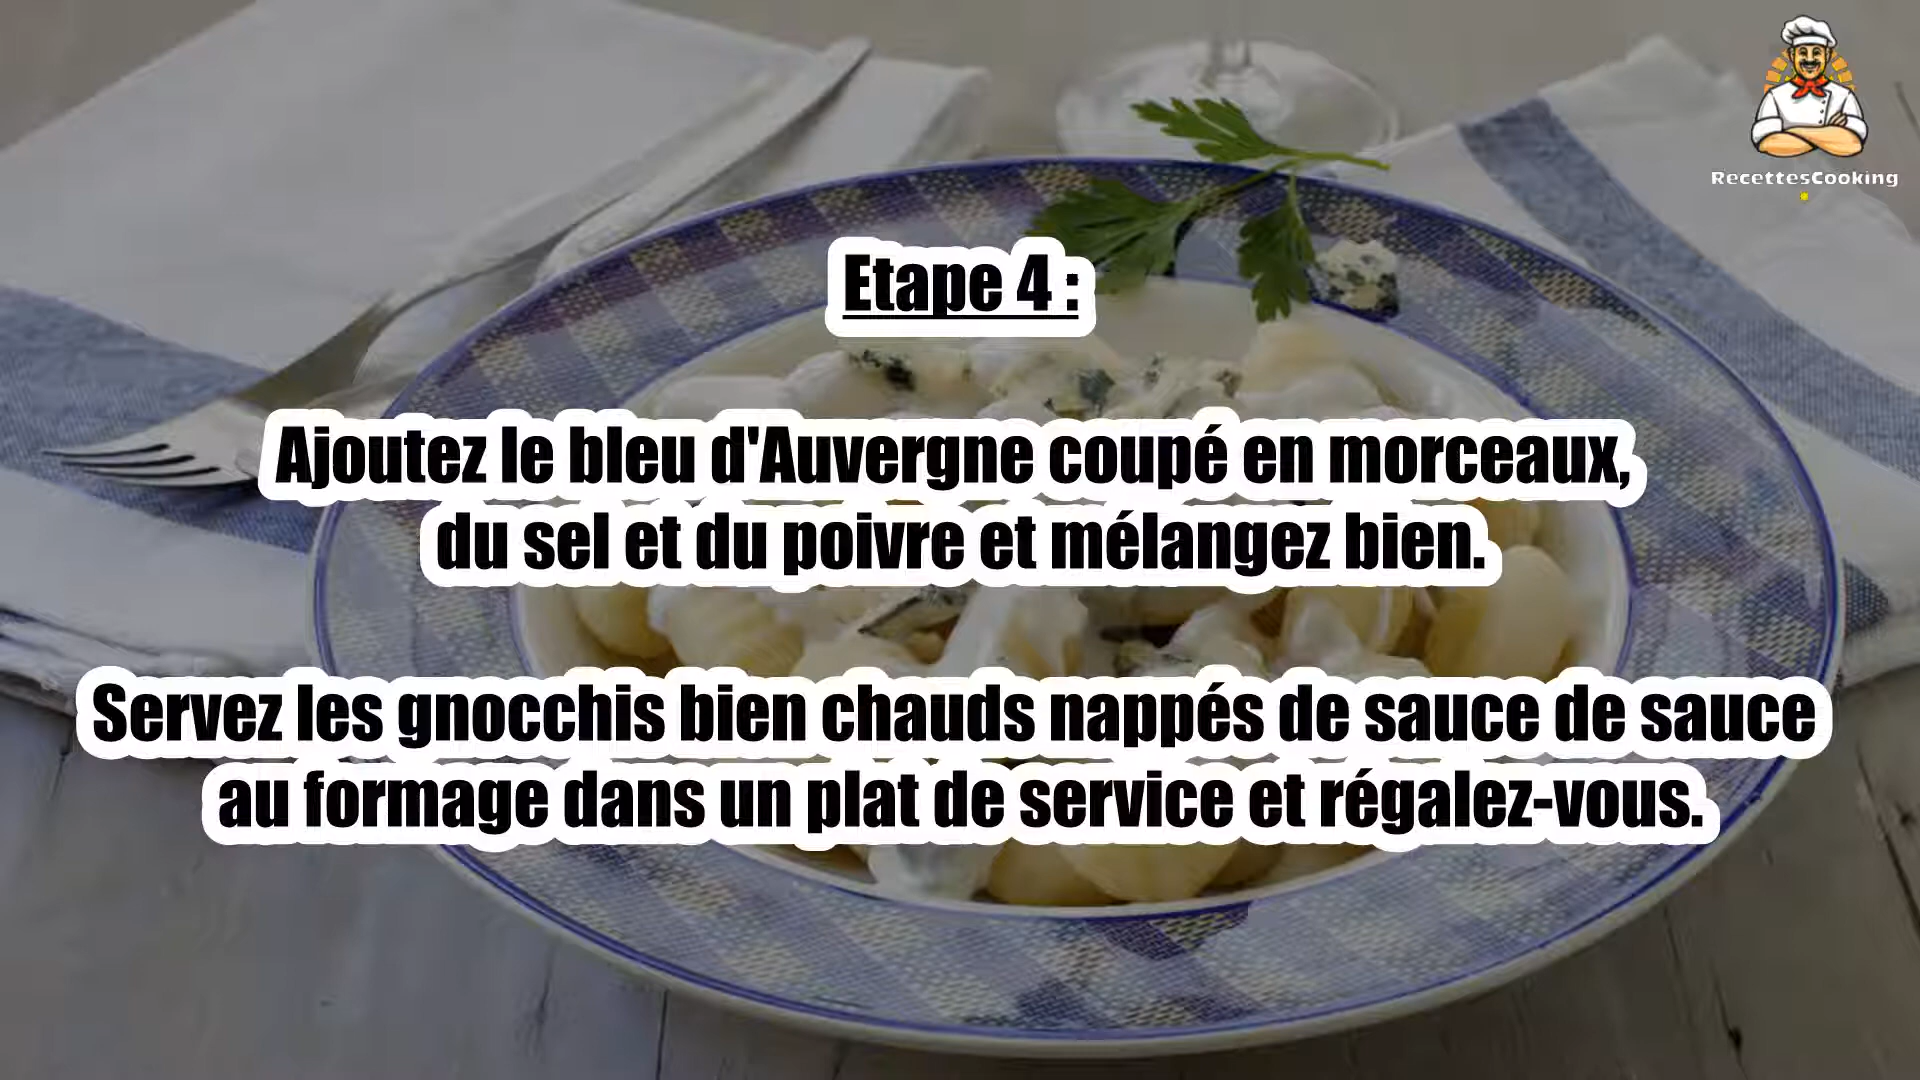 RecettesCooking
Etape 4 :
Ajoutez le bleu d'Auvergne coupé en morceaux,
du sel et du poivre et mélangez bien.
Servez les gnocchis bien chauds nappés de sauce de sauce
au formage dans un plat de service et régalez-vous.